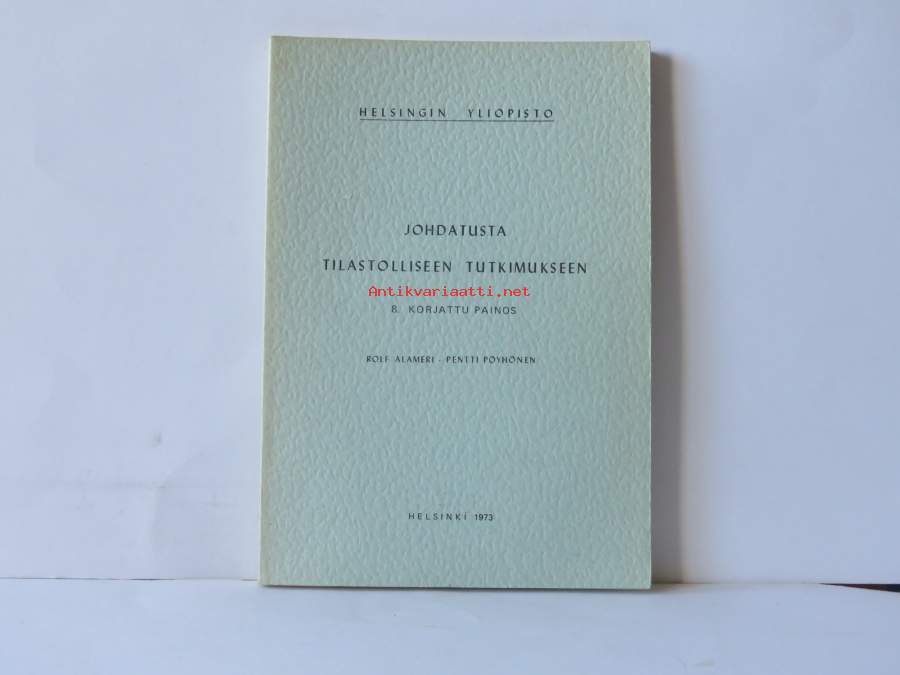 HELSINGIN YLIOPISTO
JOHDATUSTA
TILASTOLLISEEN TUTKIMUKSEEN
Antikvariaatti.net
8. KORJATTU PAINOS
ROLF ALAMERI - PENTTI PÖYHÖNEN
HELSINKI 1973